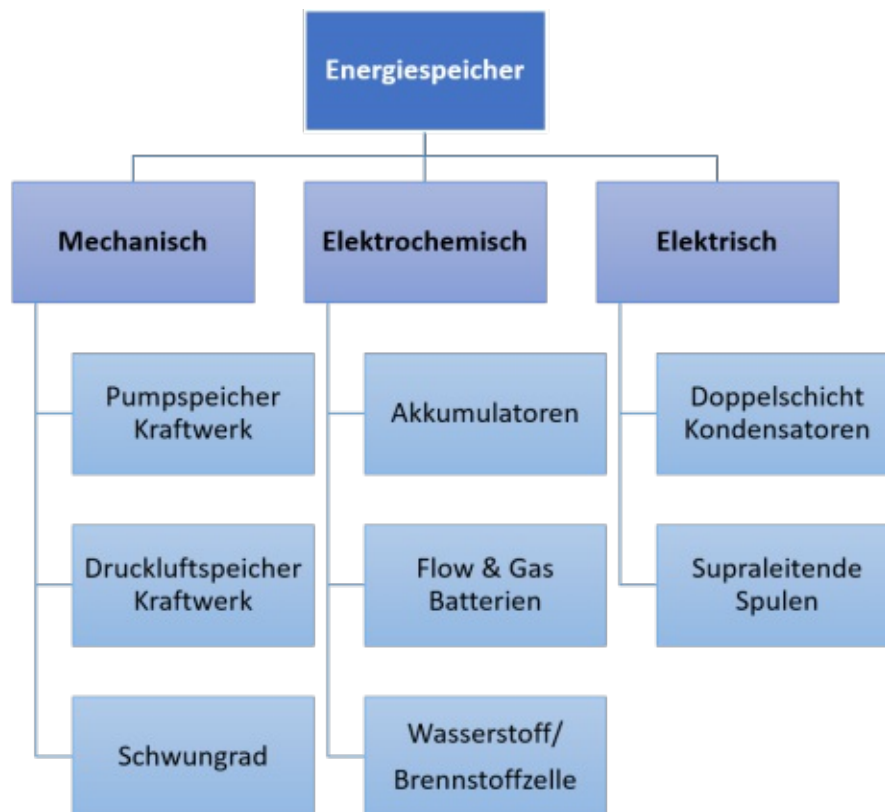 Energiespeicher
Mechanisch
Elektrochemisch
Elektrisch
Pumpspeicher
Kraftwerk
Akkumulatoren
Doppelschicht
Kondensatoren
Druckluftspeicher
Kraftwerk
Flow & Gas
Batterien
Supraleitende
Spulen
Schwungrad
Wasserstoff/
Brennstoffzelle